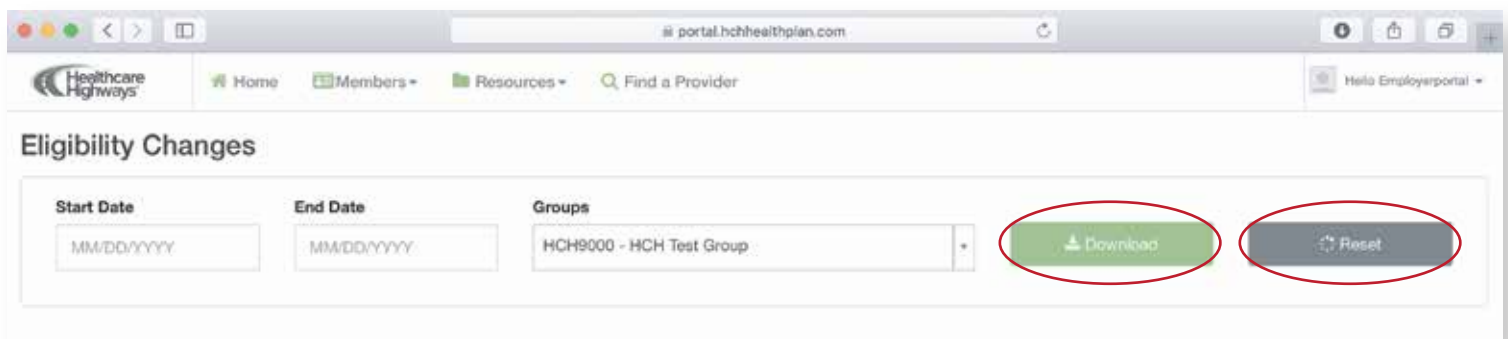 portal.hchhealthplan.com
Healthcare Highways
Home Members Resources Find a Provider Hello Employerportal
Eligibility Changes
Start Date End Date Groups
MM/DD/YYYY MM/DD/YYYY HCH9000 - HCH Test Group Download Reset